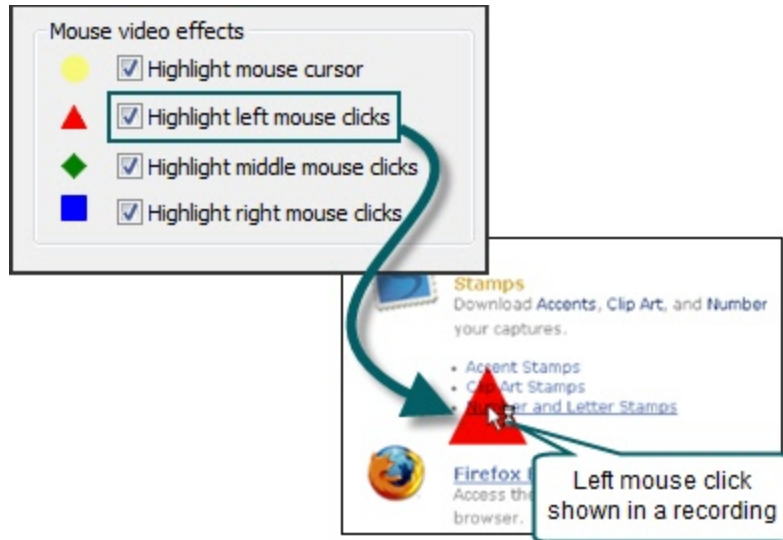 Mouse video effects
Highlight mouse cursor
Highlight left mouse clicks
Highlight middle mouse clicks
Highlight right mouse clicks
Stamps
Download Accents, Clip Art, and Number
your captures.
Accent Stamps
Clip Art Stamps
Number and Letter Stamps
Firefox
Access the
browser.
Left mouse click
shown in a recording